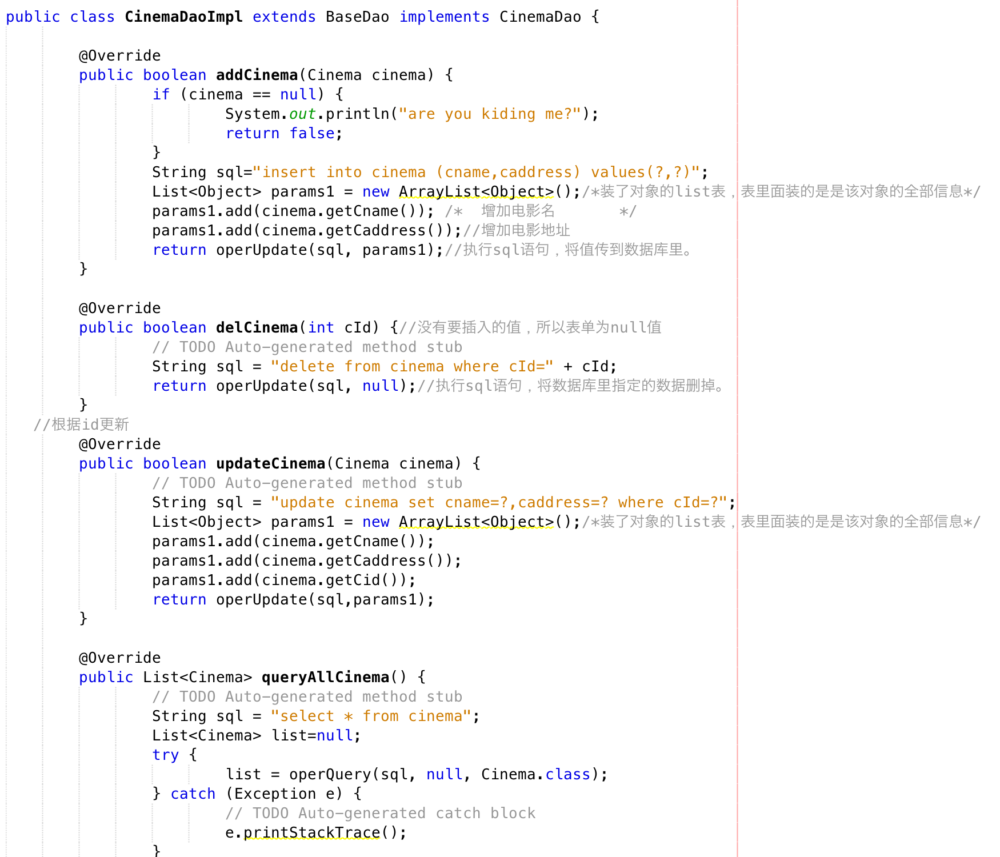 public class CinemaDaoImpl extends BaseDao implements CinemaDao {
@Override
public boolean addCinema(Cinema cinema) {
if (cinema == null) {
System.out.println("are you kiding me?");
return false;
}
String sql="insert into cinema (cname,caddress) values(?,?)";
List<Object> params1 = new ArrayList<Object>();/*装了对象的list表，表里面装的是是该对象的全部信息*/
params1.add(cinema.getCname()); /*  增加电影名       */
params1.add(cinema.getCaddress());//增加电影地址
return operUpdate(sql, params1);//执行sql语句，将值传到数据库里。
}
@Override
public boolean delCinema(int cId) {//没有要插入的值，所以表单为null值
// TODO Auto-generated method stub
String sql = "delete from cinema where cId=" + cId;
return operUpdate(sql, null);//执行sql语句，将数据库里指定的数据删掉。
}
//根据id更新
@Override
public boolean updateCinema(Cinema cinema) {
// TODO Auto-generated method stub
String sql = "update cinema set cname=?,caddress=? where cId=?";
List<Object> params1 = new ArrayList<Object>();/*装了对象的list表，表里面装的是是该对象的全部信息*/
params1.add(cinema.getCname());
params1.add(cinema.getCaddress());
params1.add(cinema.getCid());
return operUpdate(sql,params1);
}
@Override
public List<Cinema> queryAllCinema() {
// TODO Auto-generated method stub
String sql = "select * from cinema";
List<Cinema> list=null;
try {
list = operQuery(sql, null, Cinema.class);
} catch (Exception e) {
// TODO Auto-generated catch block
e.printStackTrace();
}